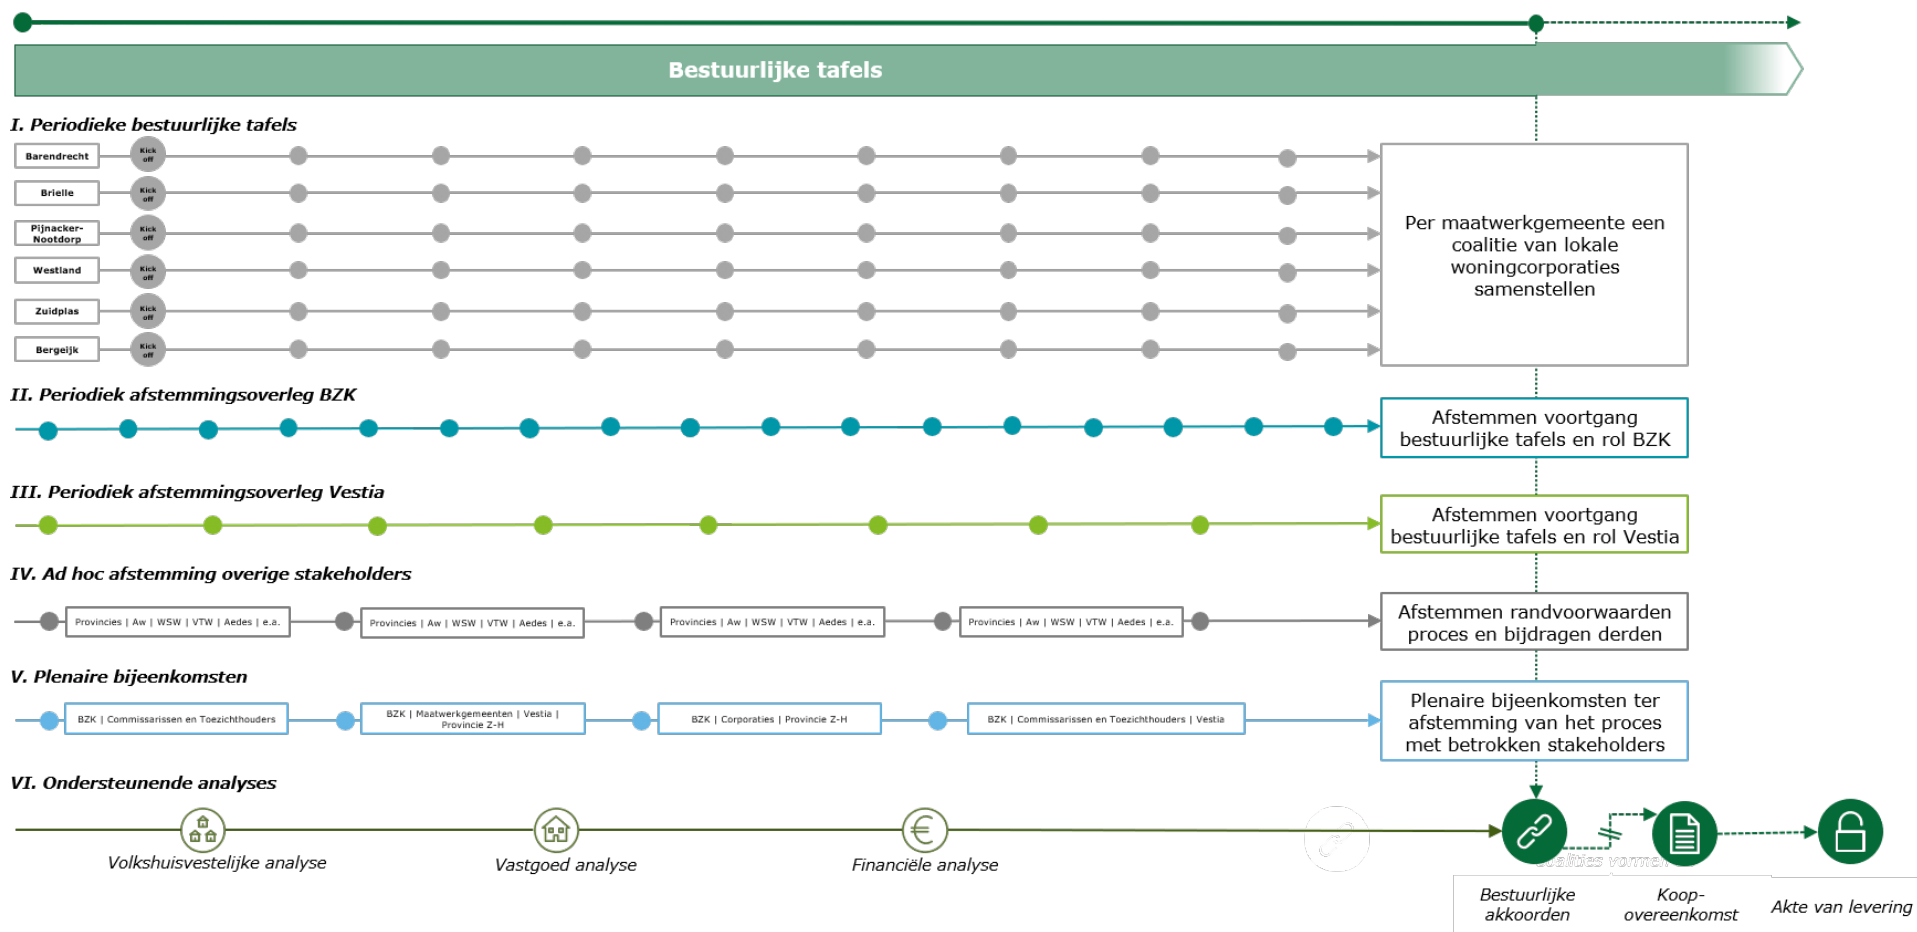 Bestuurlijke tafels
I. Periodieke bestuurlijke tafels
Barendrecht
Kick
off
Brielle
Kick
off
Pijnacker-
Nootdorp
Kick
off
Westland
Kick
off
Zuidplas
Kick
off
Bergeijk
Kick
off
Per maatwerkgemeente een
coalitie van lokale
woningcorporaties
samenstellen
II. Periodiek afstemmingsoverleg BZK
Afstemmen voortgang
bestuurlijke tafels en rol BZK
III. Periodiek afstemmingsoverleg Vestia
Afstemmen voortgang
bestuurlijke tafels en rol Vestia
IV. Ad hoc afstemming overige stakeholders
Provincies | Aw | WSW | VTW | Aedes | e.a.
Provincies | Aw | WSW | VTW | Aedes | e.a.
Provincies | Aw | WSW | VTW | Aedes | e.a.
Provincies | Aw | WSW | VTW | Aedes | e.a.
Afstemmen randvoorwaarden
proces en bijdragen derden
V. Plenaire bijeenkomsten
BZK | Commissarissen en Toezichthouders
BZK | Maatwerkgemeenten | Vestia |
Provincie Z-H
BZK | Corporaties | Provincie Z-H
BZK | Commissarissen en Toezichthouders | Vestia
Plenaire bijeenkomsten ter
afstemming van het proces
met betrokken stakeholders
VI. Ondersteunende analyses
Volkshuisvestelijke analyse
Vastgoed analyse
€
Financiële analyse
Coalities vormen
Bestuurlijke
akkoorden
Koop-
overeenkomst
Akte van levering